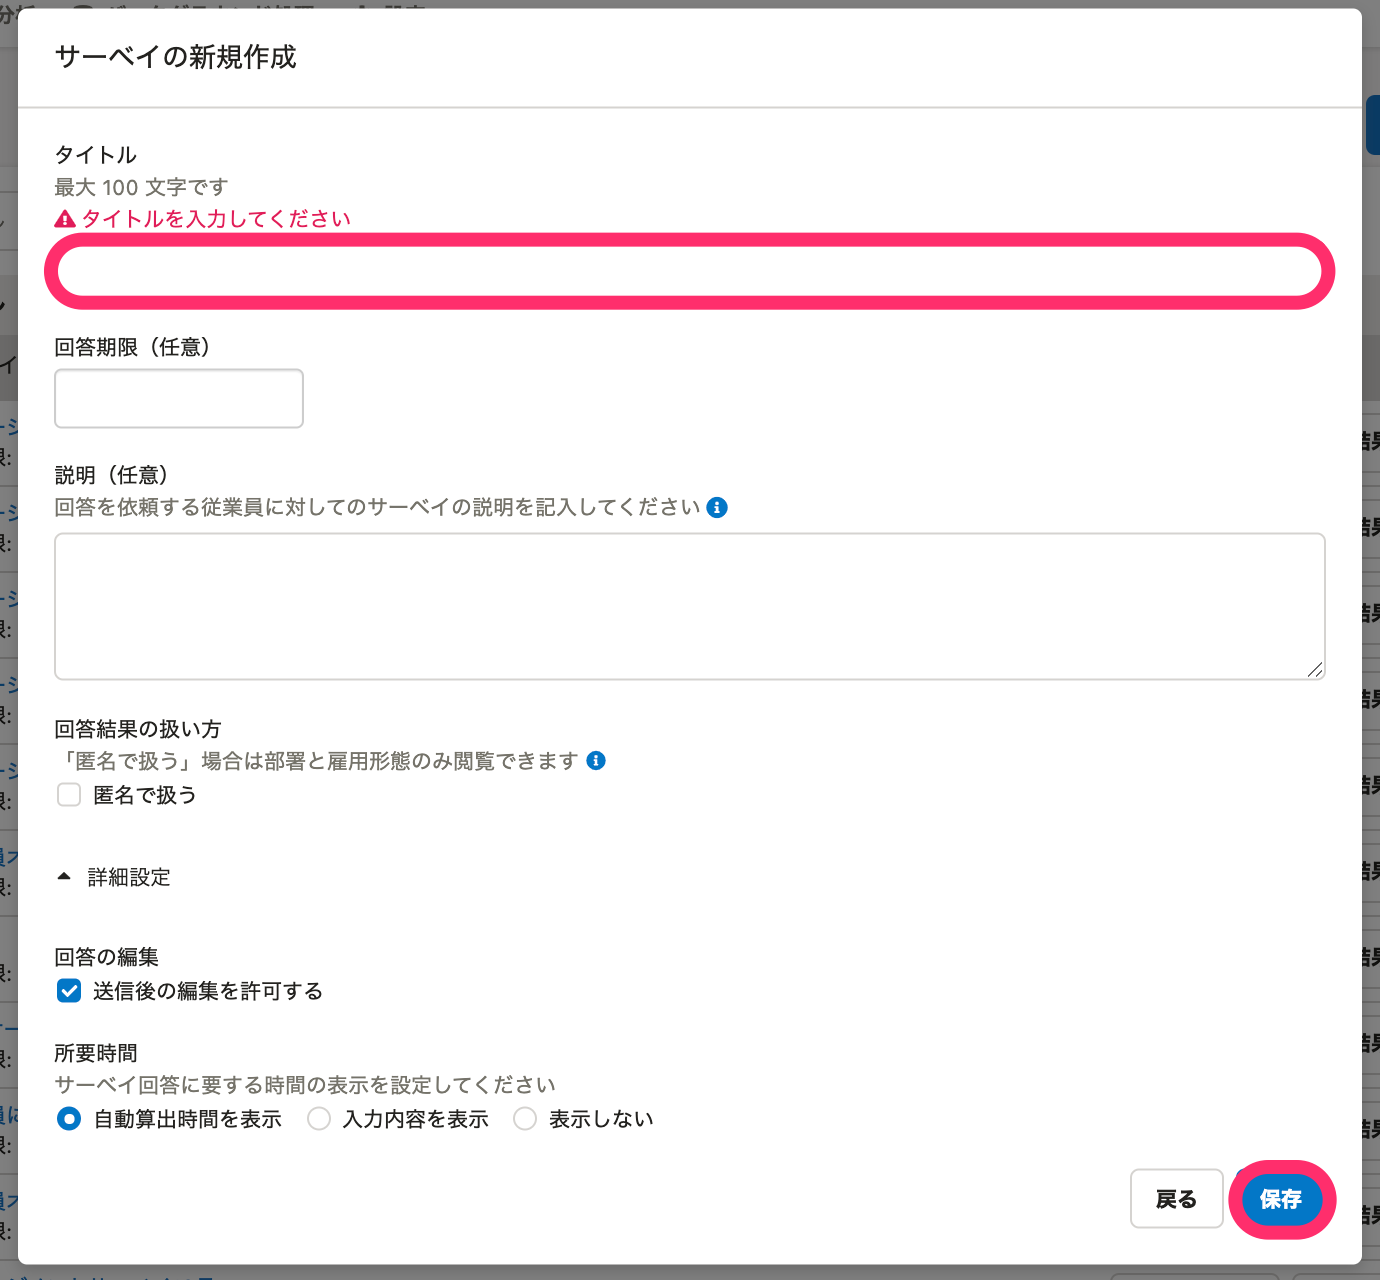 サーベイの新規作成
タイトル
最大 100 文字です
タイトルを入力してください
回答期限（任意）
説明（任意）
回答を依頼する従業員に対してのサーベイの説明を記入してください
回答結果の扱い方
「匿名で扱う」場合は部署と雇用形態のみ閲覧できます
匿名で扱う
詳細設定
回答の編集
送信後の編集を許可する
所要時間
サーベイ回答に要する時間の表示を設定してください
自動算出時間を表示 入力内容を表示 表示しない
戻る 保存